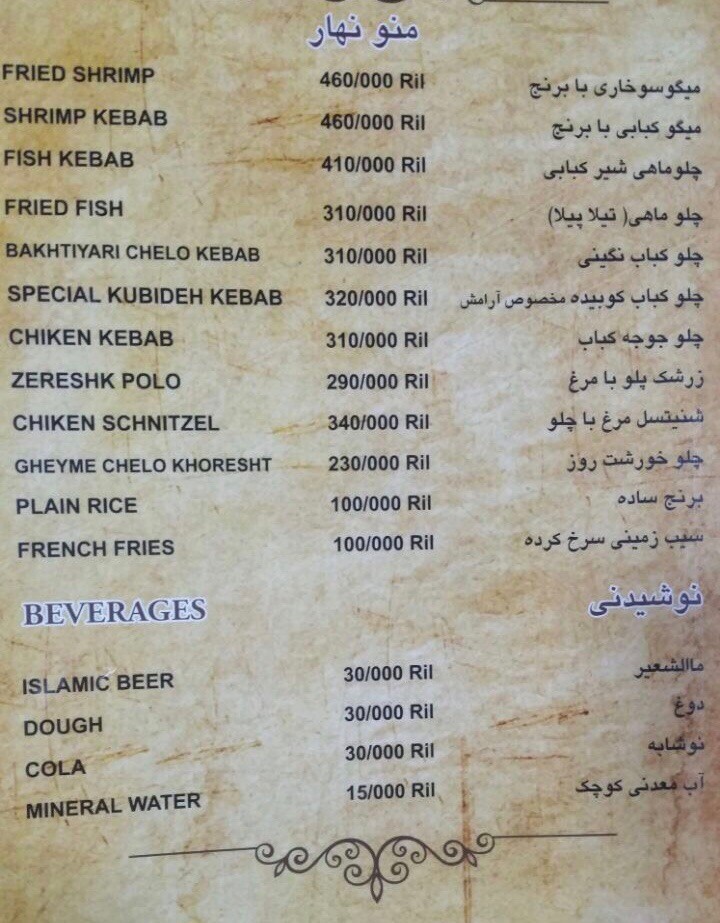 منو نهار
FRIED SHRIMP 460/000 Ril میگوسوخاری با برنج
SHRIMP KEBAB 460/000 Ril میگو کبابی با برنج
FISH KEBAB 410/000 Ril چلوماهی شیر کبابی
FRIED FISH 310/000 Ril چلو ماهی( تیلا پیلا)
BAKHTIYARI CHELO KEBAB 310/000 Ril چلو کباب نگینی
SPECIAL KUBIDEH KEBAB 320/000 Ril چلو کباب کوبیده مخصوص آرامش
CHIKEN KEBAB 310/000 Ril چلو جوجه کباب
ZERESHK POLO 290/000 Ril زرشک پلو با مرغ
CHIKEN SCHNITZEL 340/000 Ril شنیتسل مرغ با چلو
GHEYME CHELO KHORESHT 230/000 Ril چلو خورشت روز
PLAIN RICE 100/000 Ril برنج ساده
FRENCH FRIES 100/000 Ril سیب زمینی سرخ کرده
BEVERAGES نوشیدنی
ISLAMIC BEER 30/000 Ril ماالشعیر
DOUGH 30/000 Ril دوغ
COLA 30/000 Ril نوشابه
MINERAL WATER 15/000 Ril آب معدنی کوچک